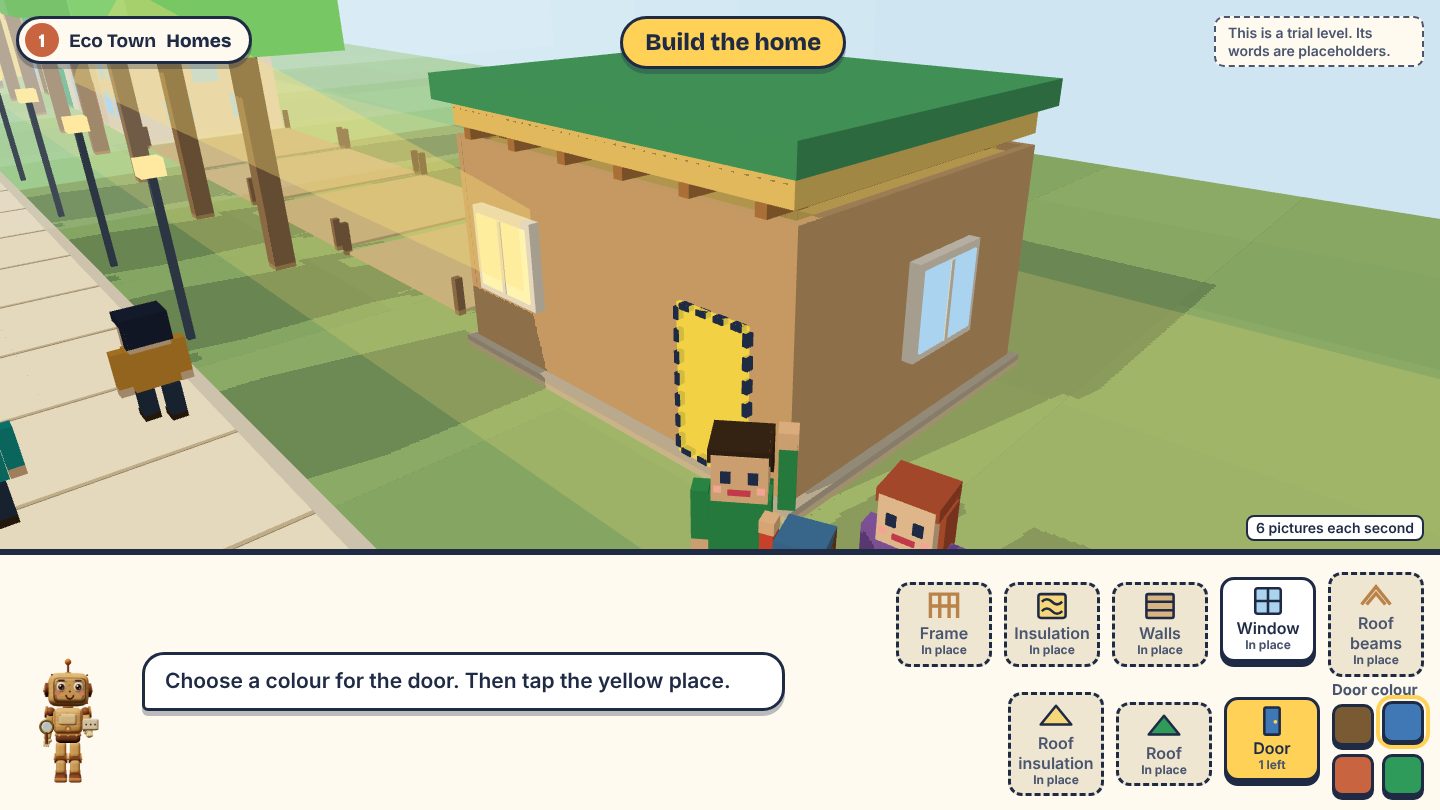 1 Eco Town Homes
Build the home
This is a trial level. Its
words are placeholders.
6 pictures each second
Choose a colour for the door. Then tap the yellow place.
Frame
In place
Insulation
In place
Walls
In place
Window
In place
Roof
beams
In place
Roof
insulation
In place
Roof
In place
Door
1 left
Door colour